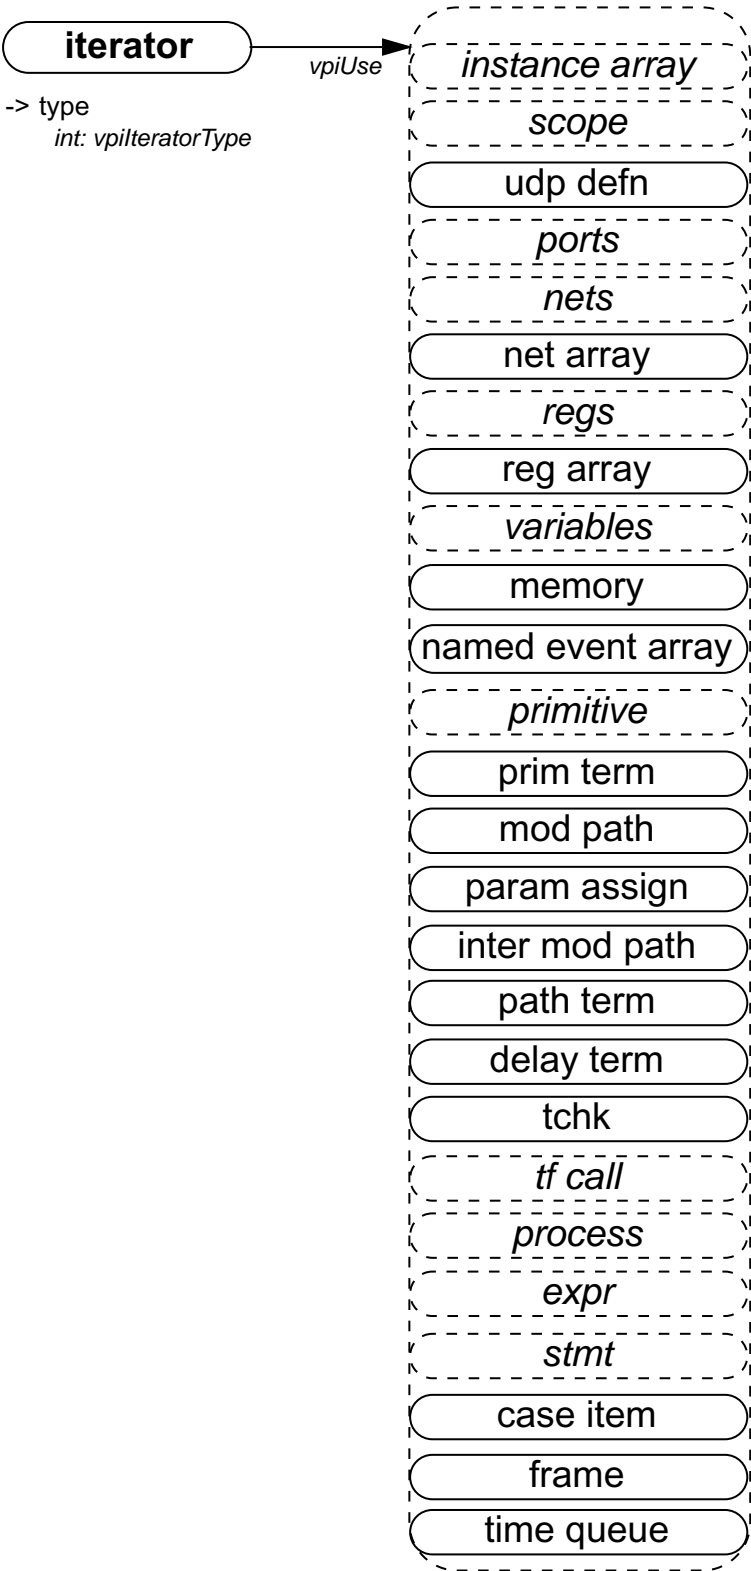 iterator
vpiUse
-> type
int: vpiIteratorType
instance array
scope
udp defn
ports
nets
net array
regs
reg array
variables
memory
named event array
primitive
prim term
mod path
param assign
inter mod path
path term
delay term
tchk
tf call
process
expr
stmt
case item
frame
time queue